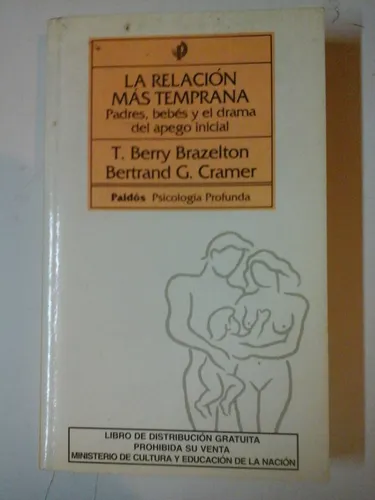 LA RELACIÓN
MÁS TEMPRANA
Padres, bebés y el drama
del apego inicial
T. Berry Brazelton
Bertrand G. Cramer
Paidós Psicología Profunda
LIBRO DE DISTRIBUCIÓN GRATUITA
PROHIBIDA SU VENTA
MINISTERIO DE CULTURA Y EDUCACIÓN DE LA NACIÓN